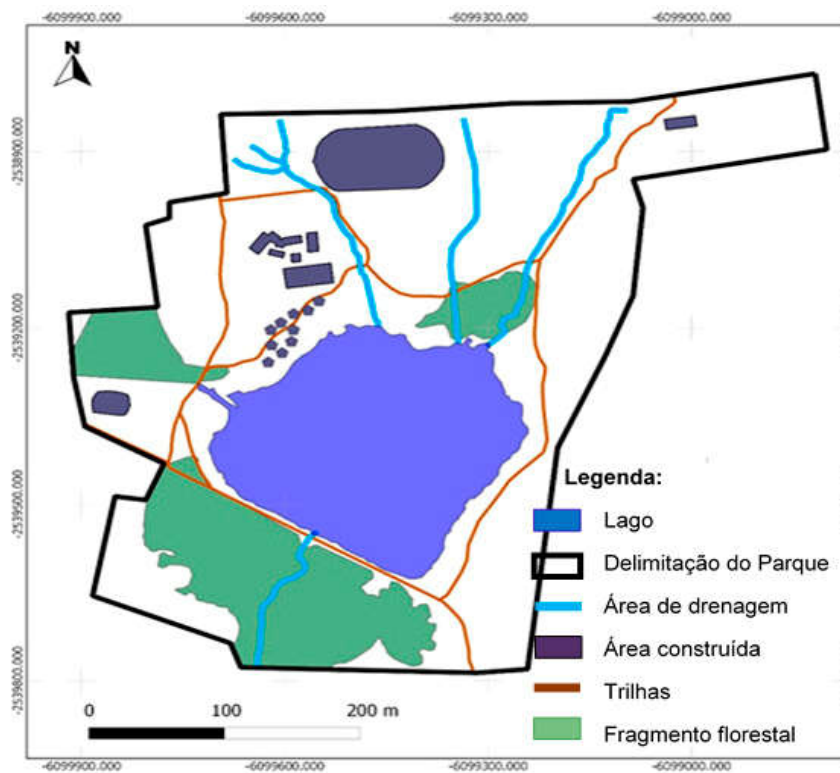 -6099900.000 -6099600.000 -6099300.000 -6099000.000
N
-2538900.000
-2539200.000
-2539500.000
-2539800.000
Legenda:
Lago
Delimitação do Parque
Área de drenagem
Área construída
Trilhas
Fragmento florestal
0 100 200 m
-6099900.000 -6099600.000 -6099300.000 -6099000.000